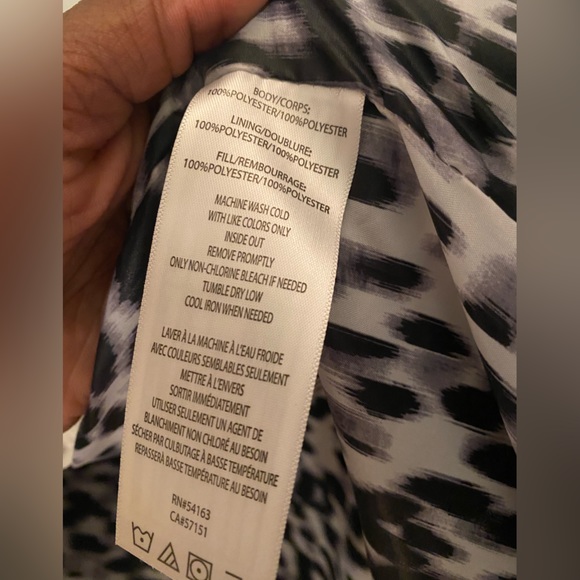 BODY/CORPS:
100%POLYESTER/100%POLYESTER
LINING/DOUBLURE:
100%POLYESTER/100%POLYESTER
FILL/REMBOURRAGE:
100%POLYESTER/100%POLYESTER
MACHINE WASH COLD
WITH LIKE COLORS ONLY
INSIDE OUT
REMOVE PROMPTLY
ONLY NON-CHLORINE BLEACH IF NEEDED
TUMBLE DRY LOW
COOL IRON WHEN NEEDED
LAVER À LA MACHINE À L'EAU FROIDE
AVEC COULEURS SEMBLABLES SEULEMENT
METTRE À L'ENVERS
SORTIR IMMÉDIATEMENT
UTILISER SEULEMENT UN AGENT DE
BLANCHIMENT NON CHLORÉ AU BESOIN
SÉCHER PAR CULBUTAGE À BASSE TEMPÉRATURE
REPASSERÀ BASSE TEMPÉRATURE AU BESOIN
RN#54163
CA#57151